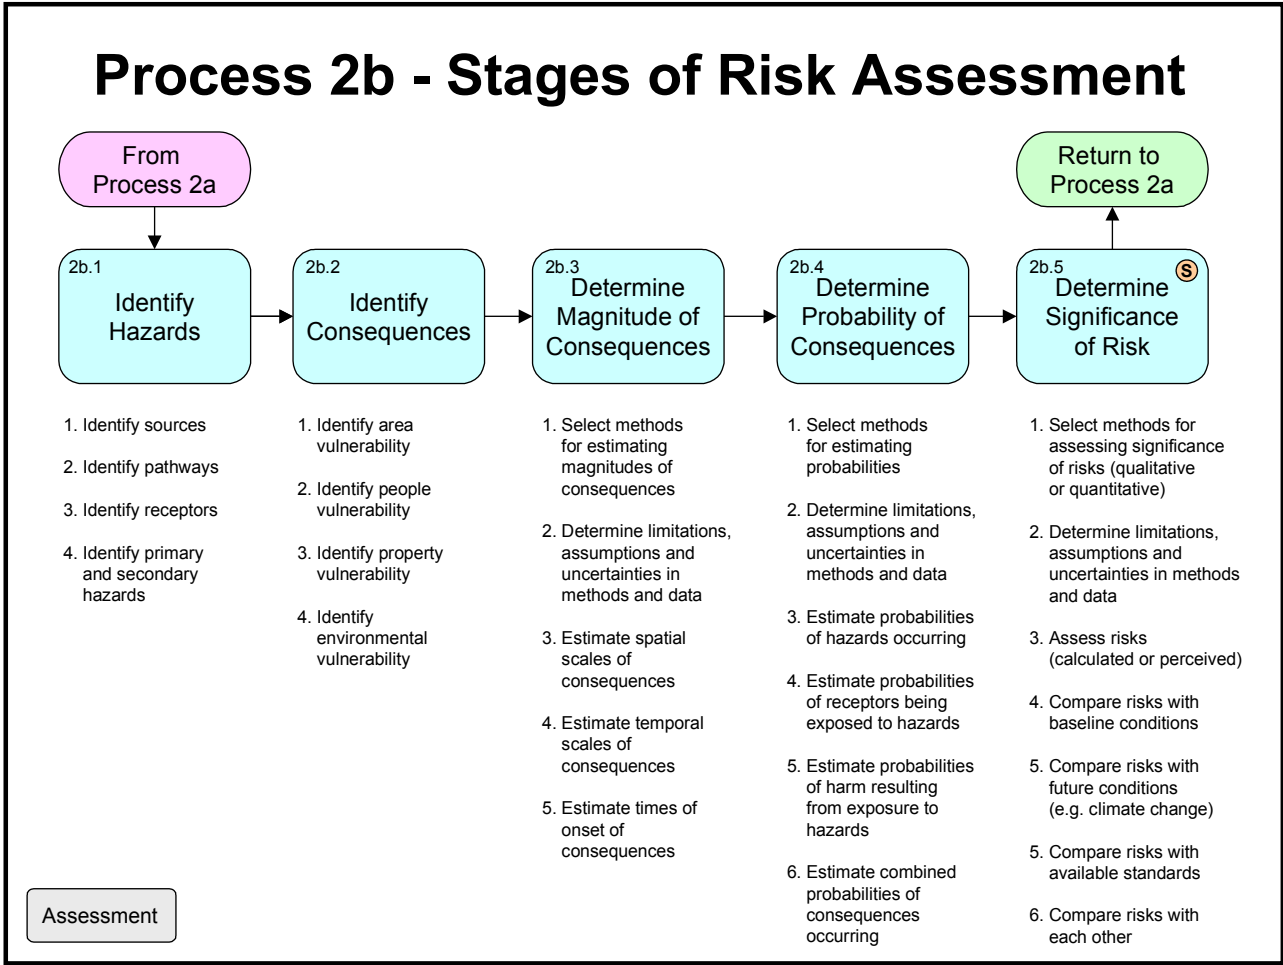 Process 2b - Stages of Risk Assessment
From
Process 2a
Return to
Process 2a
2b.1
Identify
Hazards
2b.2
Identify
Consequences
2b.3
Determine
Magnitude of
Consequences
2b.4
Determine
Probability of
Consequences
2b.5
S
Determine
Significance
of Risk
1. Identify sources
2. Identify pathways
3. Identify receptors
4. Identify primary
and secondary
hazards
1. Identify area
vulnerability
2. Identify people
vulnerability
3. Identify property
vulnerability
4. Identify
environmental
vulnerability
1. Select methods
for estimating
magnitudes of
consequences
2. Determine limitations,
assumptions and
uncertainties in
methods and data
3. Estimate spatial
scales of
consequences
4. Estimate temporal
scales of
consequences
5. Estimate times of
onset of
consequences
1. Select methods
for estimating
probabilities
2. Determine limitations,
assumptions and
uncertainties in
methods and data
3. Estimate probabilities
of hazards occurring
4. Estimate probabilities
of receptors being
exposed to hazards
5. Estimate probabilities
of harm resulting
from exposure to
hazards
6. Estimate combined
probabilities of
consequences
occurring
1. Select methods for
assessing significance
of risks (qualitative
or quantitative)
2. Determine limitations,
assumptions and
uncertainties in methods
and data
3. Assess risks
(calculated or perceived)
4. Compare risks with
baseline conditions
5. Compare risks with
future conditions
(e.g. climate change)
5. Compare risks with
available standards
6. Compare risks with
each other
Assessment